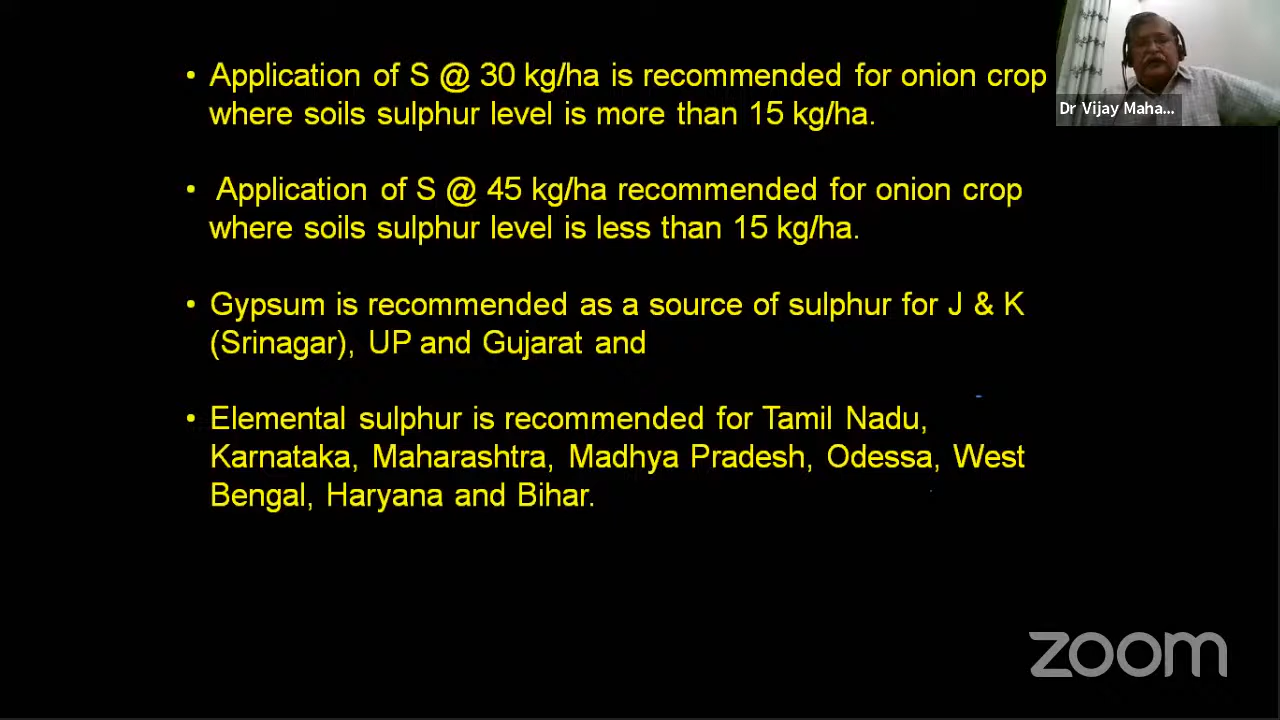 • Application of S @ 30 kg/ha is recommended for onion crop
where soils sulphur level is more than 15 kg/ha.
• Application of S @ 45 kg/ha recommended for onion crop
where soils sulphur level is less than 15 kg/ha.
• Gypsum is recommended as a source of sulphur for J & K
(Srinagar), UP and Gujarat and
• Elemental sulphur is recommended for Tamil Nadu,
Karnataka, Maharashtra, Madhya Pradesh, Odessa, West
Bengal, Haryana and Bihar.
Dr Vijay Maha...
zoom